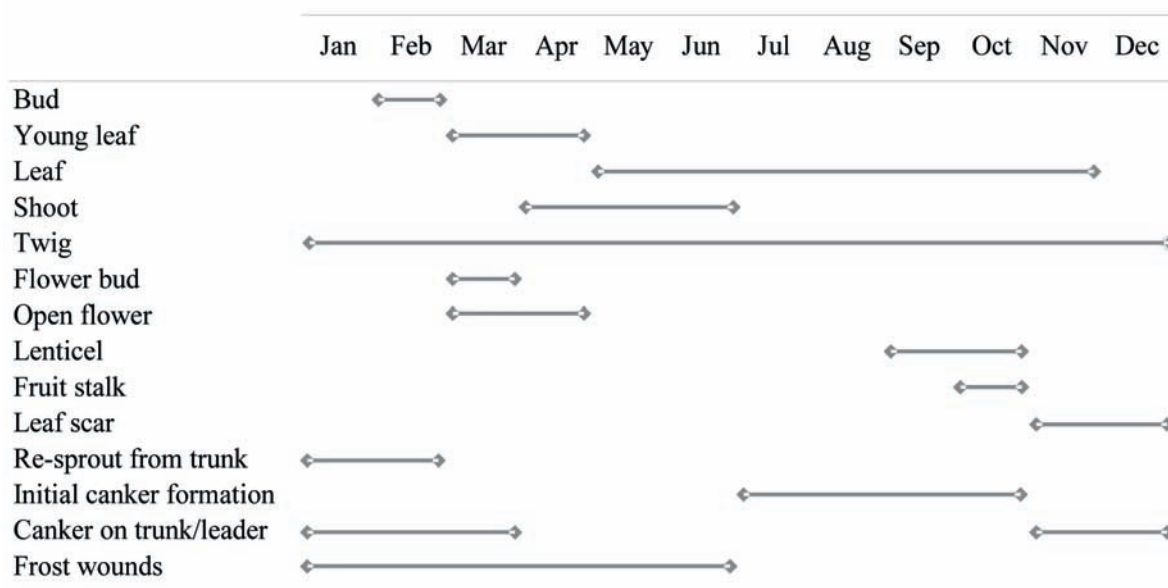 Jan Feb Mar Apr May Jun Jul Aug Sep Oct Nov Dec
Bud
Young leaf
Leaf
Shoot
Twig
Flower bud
Open flower
Lenticel
Fruit stalk
Leaf scar
Re-sprout from trunk
Initial canker formation
Canker on trunk/leader
Frost wounds